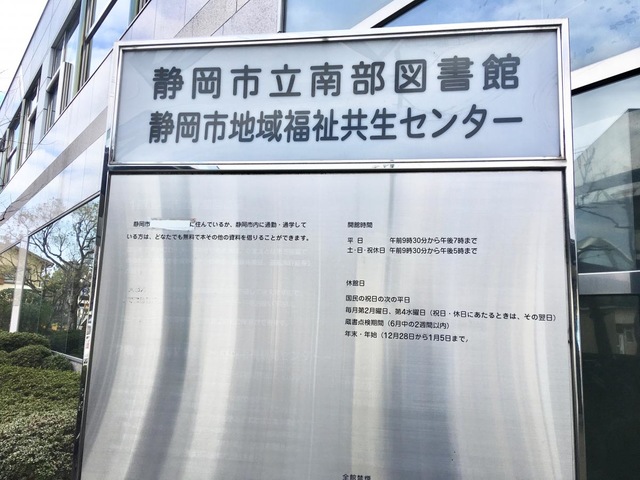 静岡市立南部図書館
静岡市地域福祉共生センター
静岡市 に住んでいるか、静岡市内に通勤・通学して
いる方は、どなたでも無料で本その他の資料を借りることができます。
開館時間
平 日 午前9時30分から午後7時まで
土・日・祝休日 午前9時30分から午後5時まで
休館日
国民の祝日の次の平日
毎月第2月曜日、第4水曜日（祝日・休日にあたるときは、その翌日）
蔵書点検期間（6月中の2週間以内）
年末・年始（12月28日から1月5日まで）
全館禁煙